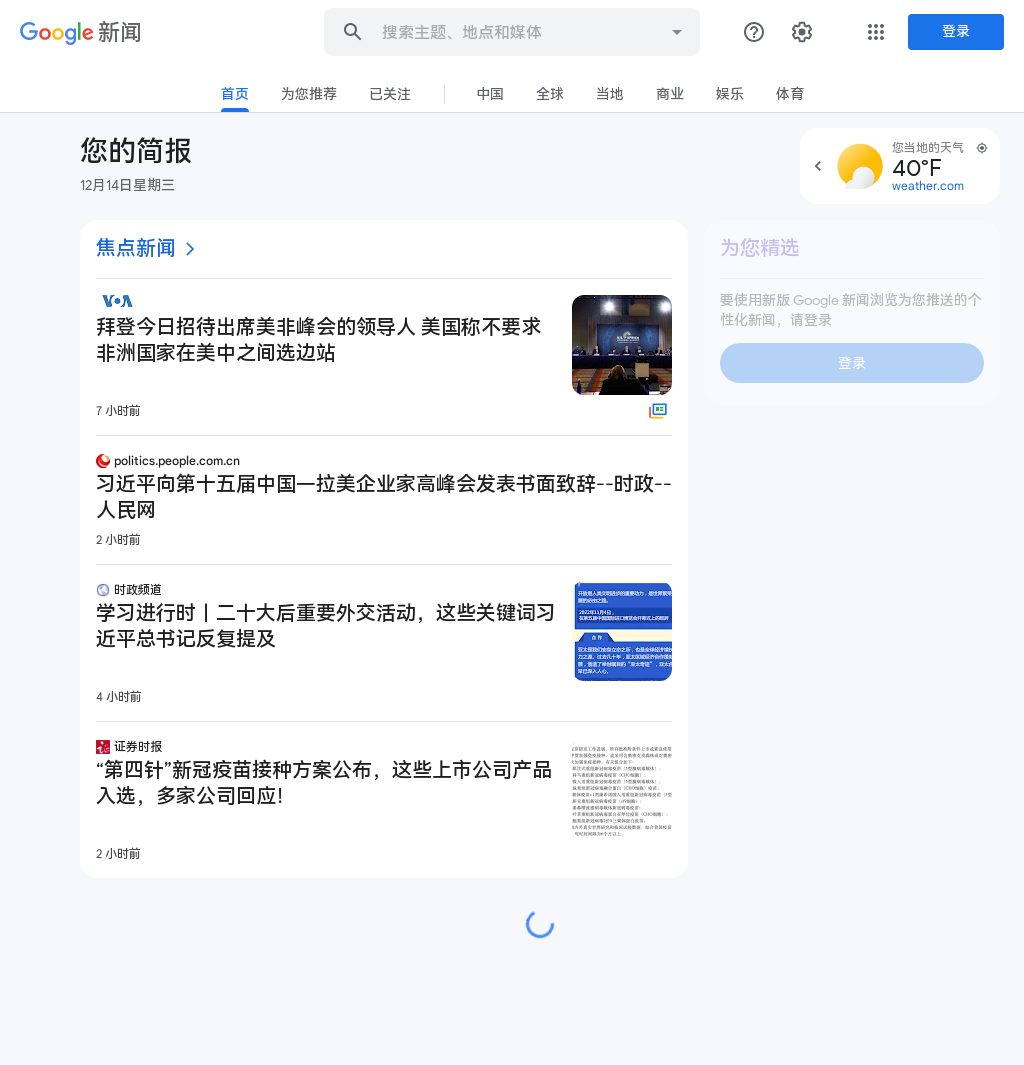 Google 新闻
搜索主题、地点和媒体
登录
首页
为您推荐
已关注
中国
全球
当地
商业
娱乐
体育
您的简报
12月14日星期三
您当地的天气
40°F
weather.com
焦点新闻
VOA
拜登今日招待出席美非峰会的领导人 美国称不要求
非洲国家在美中之间选边站
7 小时前
politics.people.com.cn
习近平向第十五届中国—拉美企业家高峰会发表书面致辞--时政--
人民网
2 小时前
时政频道
学习进行时丨二十大后重要外交活动，这些关键词习
近平总书记反复提及
4 小时前
证券时报
“第四针”新冠疫苗接种方案公布，这些上市公司产品
入选，多家公司回应！
2 小时前
为您精选
要使用新版 Google 新闻浏览为您推送的个
性化新闻，请登录
登录